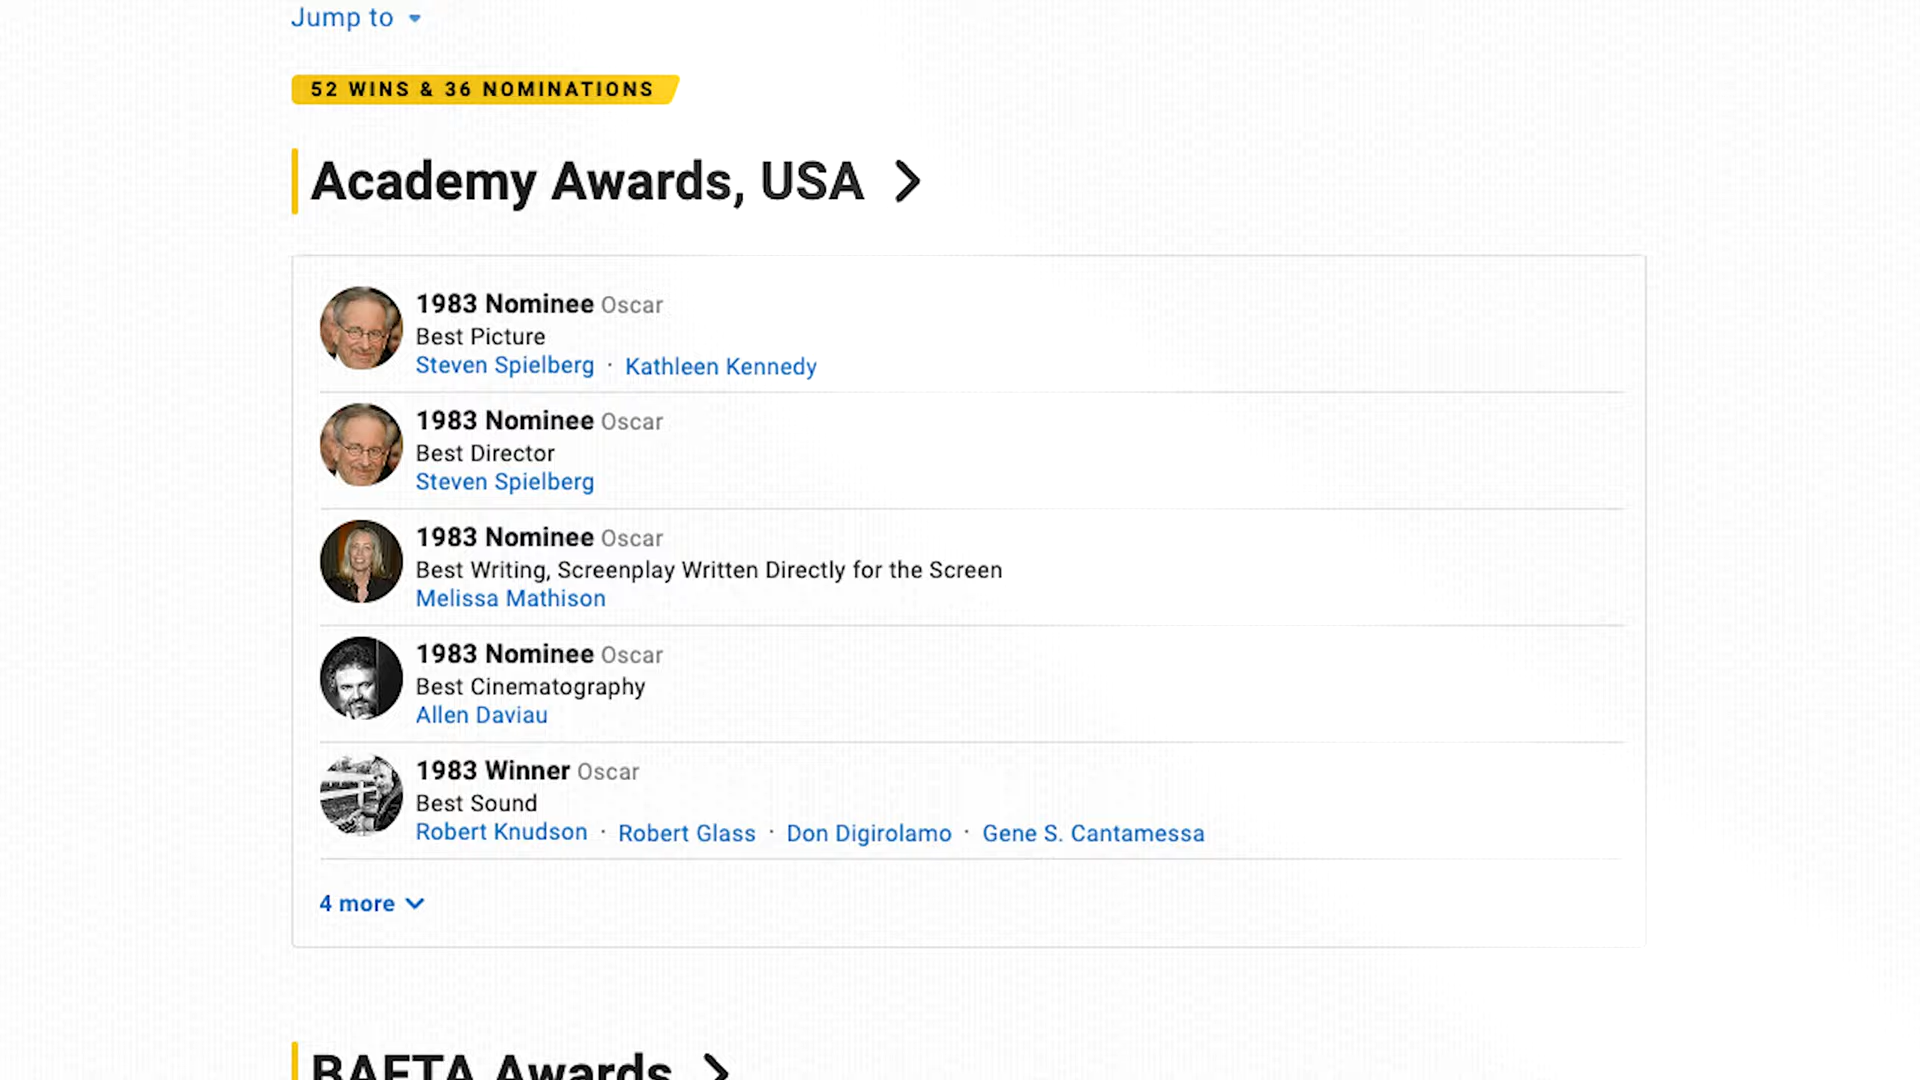 Jump to
52 WINS & 36 NOMINATIONS
Academy Awards, USA
1983 Nominee Oscar
Best Picture
Steven Spielberg · Kathleen Kennedy
1983 Nominee Oscar
Best Director
Steven Spielberg
1983 Nominee Oscar
Best Writing, Screenplay Written Directly for the Screen
Melissa Mathison
1983 Nominee Oscar
Best Cinematography
Allen Daviau
1983 Winner Oscar
Best Sound
Robert Knudson · Robert Glass · Don Digirolamo · Gene S. Cantamessa
4 more
BAFTA Awards